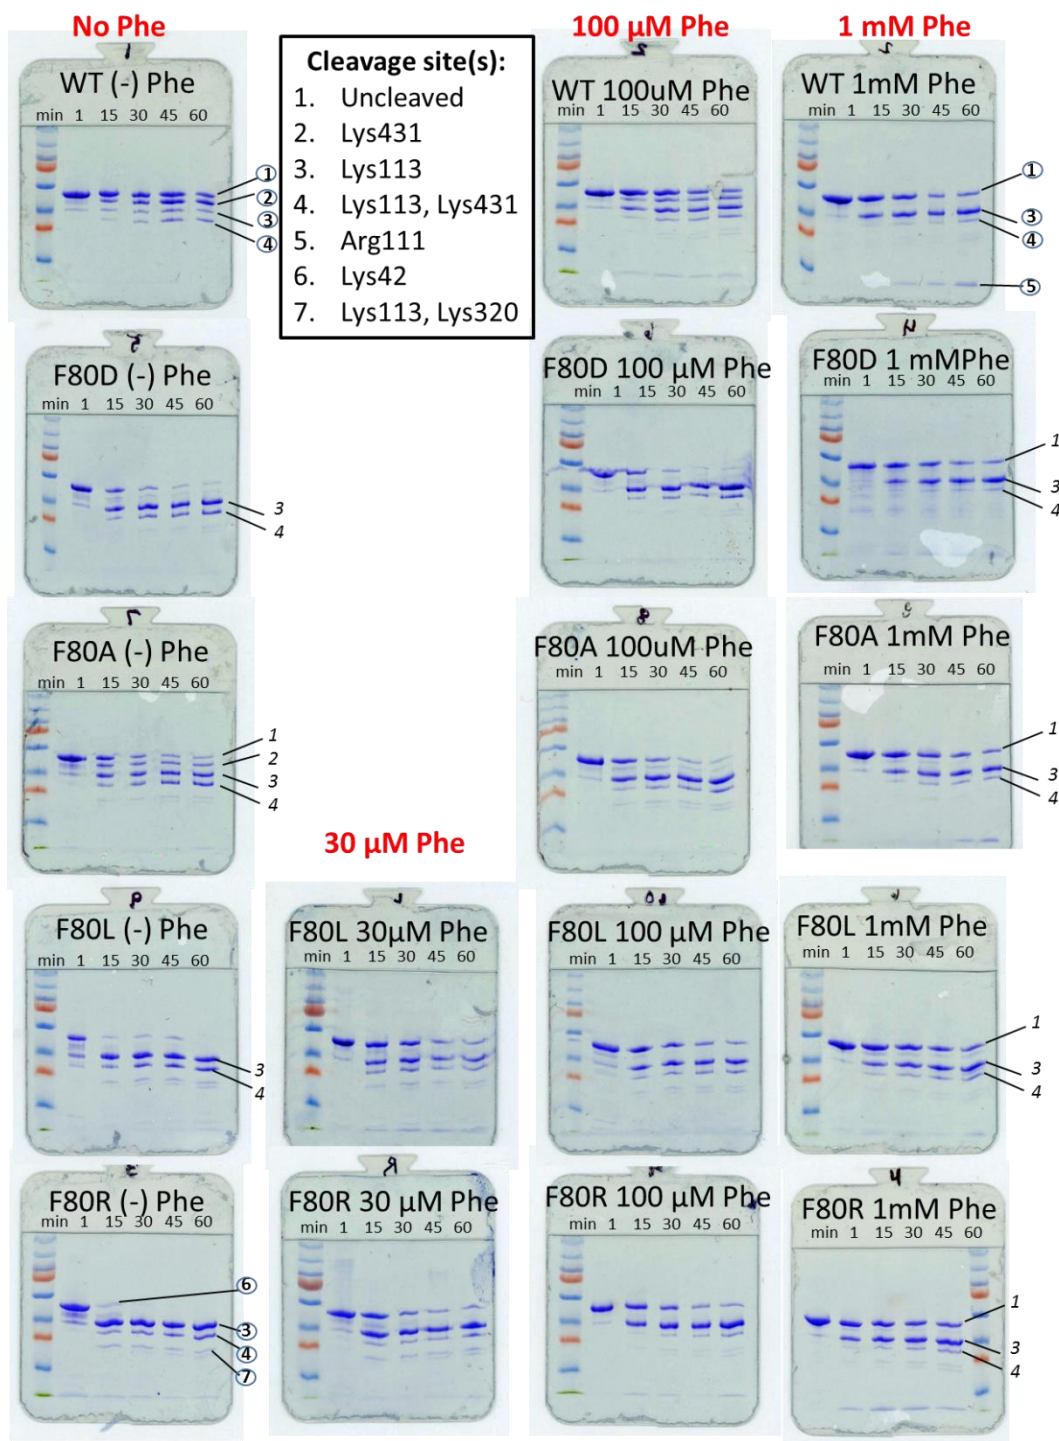 No Phe
100 µM Phe
1 mM Phe
WT (-) Phe
min 1 15 30 45 60
1
2
3
4
Cleavage site(s):
1. Uncleaved
2. Lys431
3. Lys113
4. Lys113, Lys431
5. Arg111
6. Lys42
7. Lys113, Lys320
WT 100uM Phe
min 1 15 30 45 60
WT 1mM Phe
min 1 15 30 45 60
1
3
4
5
F80D (-) Phe
min 1 15 30 45 60
3
4
F80D 100 µM Phe
min 1 15 30 45 60
F80D 1 mMPhe
min 1 15 30 45 60
1
3
4
F80A (-) Phe
min 1 15 30 45 60
1
2
3
4
F80A 100uM Phe
min 1 15 30 45 60
F80A 1mM Phe
min 1 15 30 45 60
1
3
4
30 µM Phe
F80L (-) Phe
min 1 15 30 45 60
3
4
F80L 30µM Phe
min 1 15 30 45 60
F80L 100 µM Phe
min 1 15 30 45 60
F80L 1mM Phe
min 1 15 30 45 60
1
3
4
F80R (-) Phe
min 1 15 30 45 60
6
3
4
7
F80R 30 µM Phe
min 1 15 30 45 60
F80R 100 µM Phe
min 1 15 30 45 60
F80R 1mM Phe
min 1 15 30 45 60
1
3
4